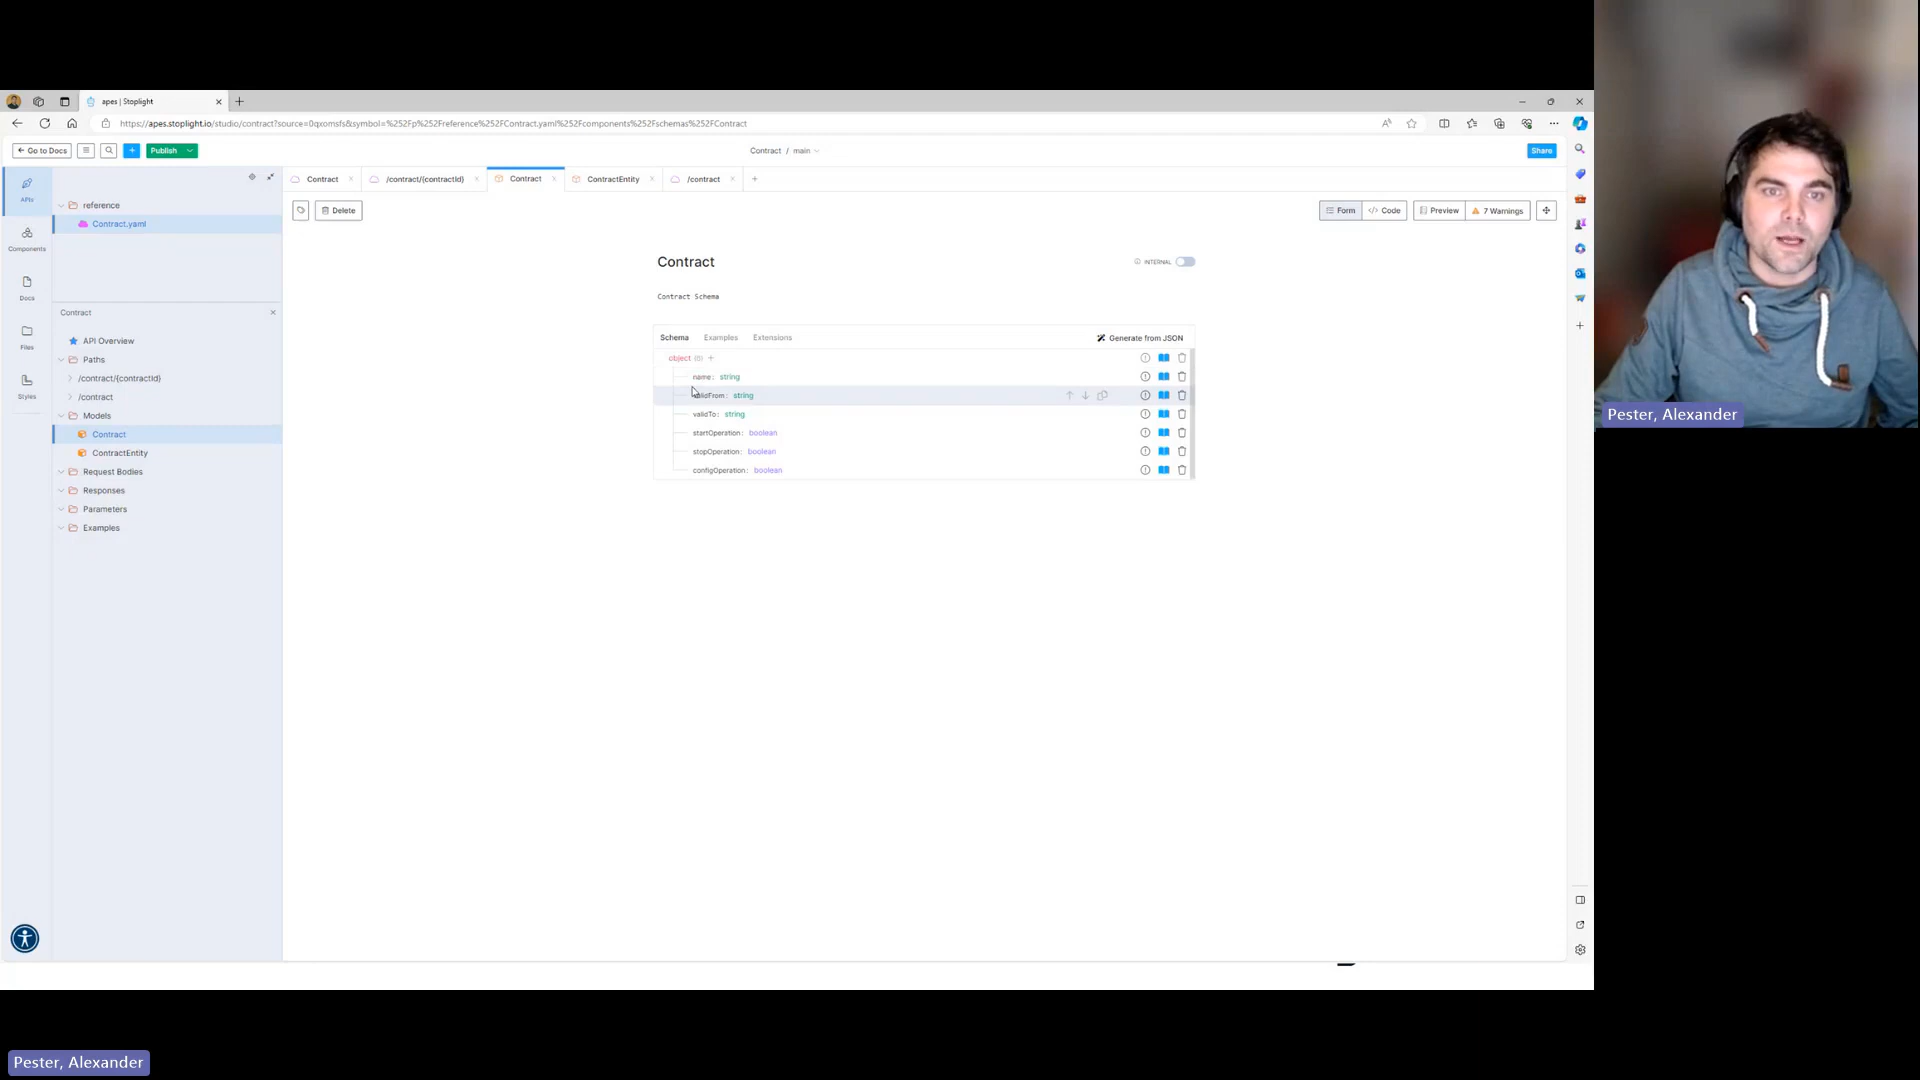 apes | Stoplight
https://apes.stoplight.io/studio/contract?source=0qxomsfs&symbol=%252Fp%252Freference%252FContract.yaml%252Fcomponents%252Fschemas%252FContract
Go to Docs
Publish
Contract / main
Share
APIs
Components
Docs
Files
Styles
reference
Contract.yaml
Contract
API Overview
Paths
/contract/{contractId}
/contract
Models
Contract
ContractEntity
Request Bodies
Responses
Parameters
Examples
Contract
/contract/{contractId}
Contract
ContractEntity
/contract
Delete
Form
Code
Preview
7 Warnings
Contract
INTERNAL
Contract Schema
Schema Examples Extensions
Generate from JSON
object {6} +
name: string
validFrom: string
validTo: string
startOperation: boolean
stopOperation: boolean
configOperation: boolean
Pester, Alexander
Pester, Alexander